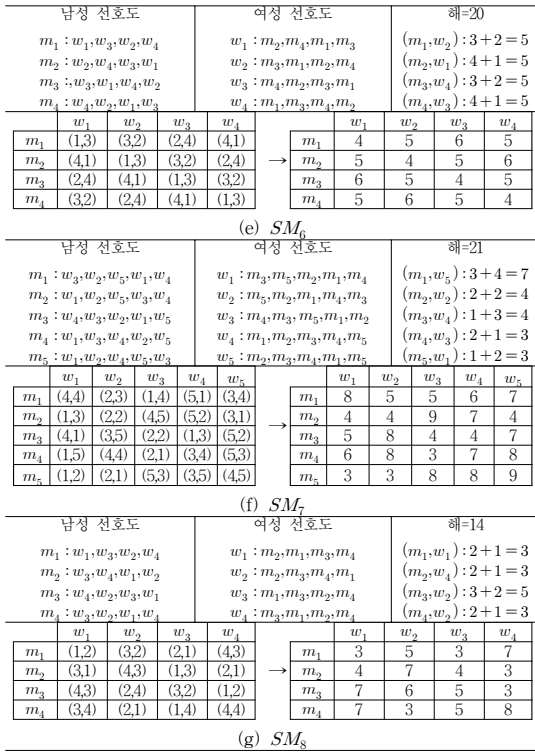 남성 선호도 여성 선호도 해=20
m₁ : w₁,w₃,w₂,w₄ w₁ : m₂,m₄,m₁,m₃ (m₁,w₂) : 3+2 = 5
m₂ : w₂,w₄,w₃,w₁ w₂ : m₃,m₁,m₂,m₄ (m₂,w₁) : 4+1 = 5
m₃ :,w₃,w₁,w₄,w₂ w₃ : m₄,m₂,m₃,m₁ (m₃,w₄) : 3+2 = 5
m₄ : w₄,w₂,w₁,w₃ w₄ : m₁,m₃,m₄,m₂ (m₄,w₃) : 4+1 = 5
w₁ w₂ w₃ w₄ w₁ w₂ w₃ w₄
m₁ (1,3) (3,2) (2,4) (4,1) m₁ 4 5 6 5
m₂ (4,1) (1,3) (3,2) (2,4) → m₂ 5 4 5 6
m₃ (2,4) (4,1) (1,3) (3,2) m₃ 6 5 4 5
m₄ (3,2) (2,4) (4,1) (1,3) m₄ 5 6 5 4
(e) SM₆
남성 선호도 여성 선호도 해=21
m₁ : w₃,w₂,w₅,w₁,w₄ w₁ : m₃,m₅,m₂,m₁,m₄ (m₁,w₅) : 3+4 = 7
m₂ : w₁,w₂,w₅,w₃,w₄ w₂ : m₅,m₂,m₁,m₄,m₃ (m₂,w₂) : 2+2 = 4
m₃ : w₄,w₃,w₂,w₁,w₅ w₃ : m₄,m₃,m₅,m₁,m₂ (m₃,w₄) : 1+3 = 4
m₄ : w₁,w₃,w₄,w₂,w₅ w₄ : m₁,m₂,m₃,m₄,m₅ (m₄,w₃) : 2+1 = 3
m₅ : w₁,w₂,w₄,w₅,w₃ w₅ : m₂,m₃,m₄,m₁,m₅ (m₅,w₁) : 1+2 = 3
w₁ w₂ w₃ w₄ w₅ w₁ w₂ w₃ w₄ w₅
m₁ (4,4) (2,3) (1,4) (5,1) (3,4) m₁ 8 5 5 6 7
m₂ (1,3) (2,2) (4,5) (5,2) (3,1) m₂ 4 4 9 7 4
m₃ (4,1) (3,5) (2,2) (1,3) (5,2) → m₃ 5 8 4 4 7
m₄ (1,5) (4,4) (2,1) (3,4) (5,3) m₄ 6 8 3 7 8
m₅ (1,2) (2,1) (5,3) (3,5) (4,5) m₅ 3 3 8 8 9
(f) SM₇
남성 선호도 여성 선호도 해=14
m₁ : w₁,w₃,w₂,w₄ w₁ : m₂,m₁,m₃,m₄ (m₁,w₁) : 2+1 = 3
m₂ : w₃,w₄,w₁,w₂ w₂ : m₂,m₃,m₄,m₁ (m₂,w₄) : 2+1 = 3
m₃ : w₄,w₂,w₃,w₁ w₃ : m₁,m₃,m₂,m₄ (m₃,w₃) : 3+2 = 5
m₄ : w₃,w₂,w₁,w₄ w₄ : m₃,m₁,m₂,m₄ (m₄,w₂) : 2+1 = 3
w₁ w₂ w₃ w₄ w₁ w₂ w₃ w₄
m₁ (1,2) (3,2) (2,1) (4,3) m₁ 3 5 3 7
m₂ (3,1) (4,3) (1,3) (2,1) → m₂ 4 7 4 3
m₃ (4,3) (2,4) (3,2) (1,2) m₃ 7 6 5 3
m₄ (3,4) (2,1) (1,4) (4,4) m₄ 7 3 5 8
(g) SM₈